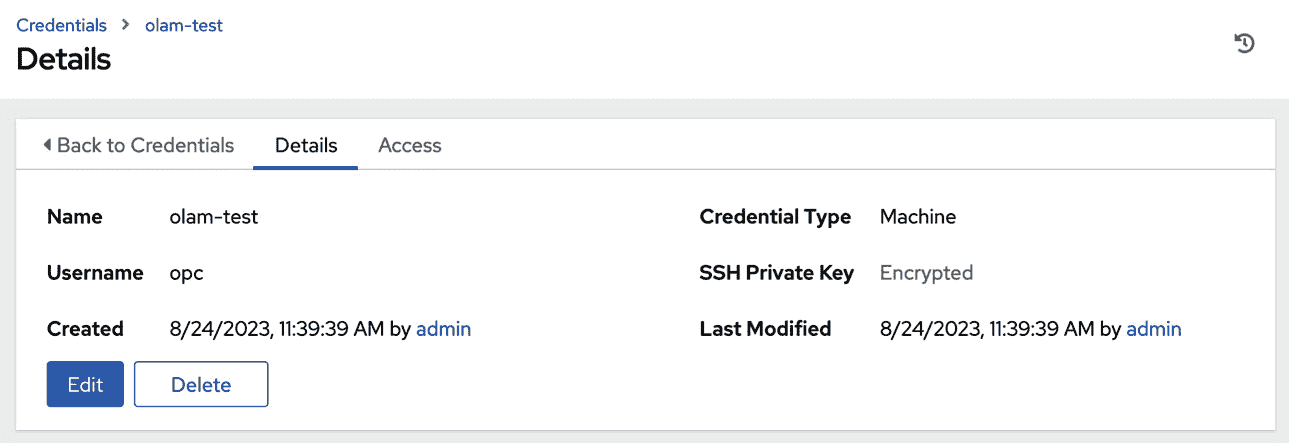 Credentials > olam-test
Details
Back to Credentials Details Access
Name olam-test Credential Type Machine
Username opc SSH Private Key Encrypted
Created 8/24/2023, 11:39:39 AM by admin Last Modified 8/24/2023, 11:39:39 AM by admin
Edit Delete